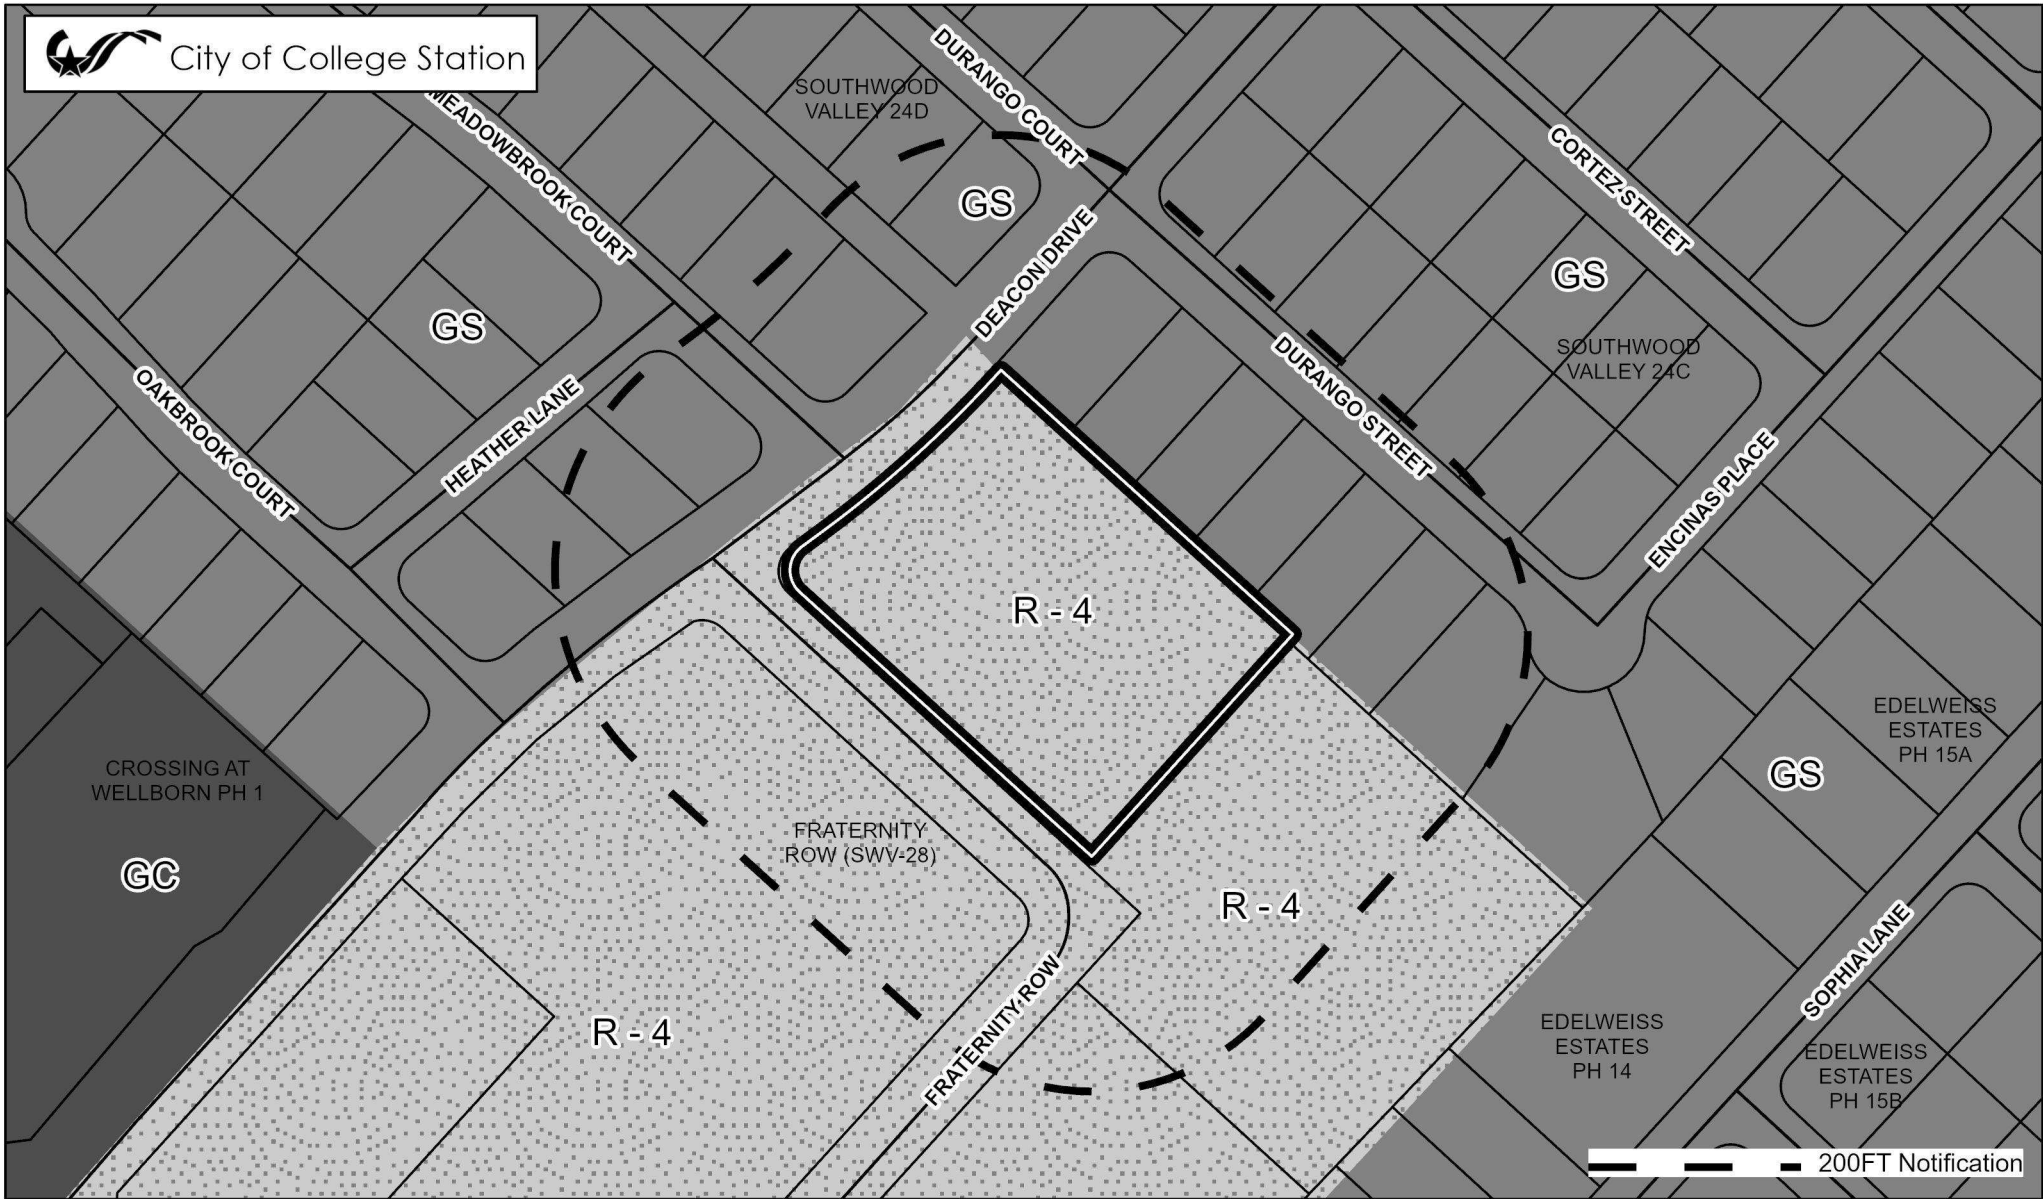 City of College Station
DURANGO COURT
SOUTHWOOD
VALLEY 24D
MEADOWBROOK COURT
CORTEZ STREET
GS
DEACON DRIVE
GS
GS
SOUTHWOOD
VALLEY 24C
DURANGO STREET
OAKBROOK COURT
HEATHER LANE
ENCINAS PLACE
R - 4
EDELWEISS
ESTATES
PH 15A
GS
CROSSING AT
WELLBORN PH 1
FRATERNITY
ROW (SWV-28)
GC
R - 4
SOPHIA LANE
FRATERNITY ROW
R - 4
EDELWEISS
ESTATES
PH 14
EDELWEISS
ESTATES
PH 15B
200FT Notification